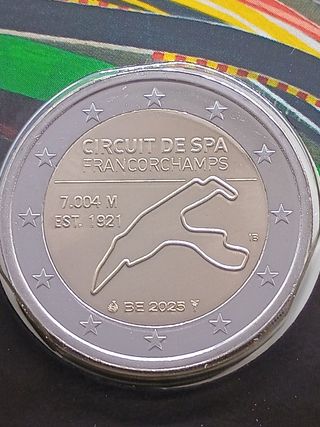 CIRCUIT DE SPA
FRANCORCHAMPS
7.004 M
EST. 1921
BE 2025